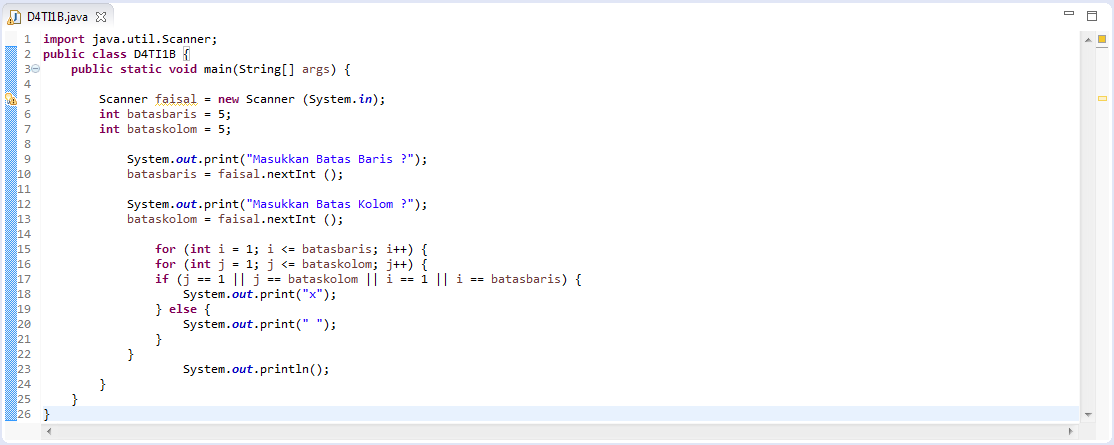 D4TI1B.java
1 import java.util.Scanner;
2 public class D4TI1B {
3 public static void main(String[] args) {
4
5 Scanner faisal = new Scanner (System.in);
6 int batasbaris = 5;
7 int bataskolom = 5;
8
9 System.out.print("Masukkan Batas Baris ?");
10 batasbaris = faisal.nextInt ();
11
12 System.out.print("Masukkan Batas Kolom ?");
13 bataskolom = faisal.nextInt ();
14
15 for (int i = 1; i <= batasbaris; i++) {
16 for (int j = 1; j <= bataskolom; j++) {
17 if (j == 1 || j == bataskolom || i == 1 || i == batasbaris) {
18 System.out.print("x");
19 } else {
20 System.out.print(" ");
21 }
22 }
23 System.out.println();
24 }
25 }
26 }